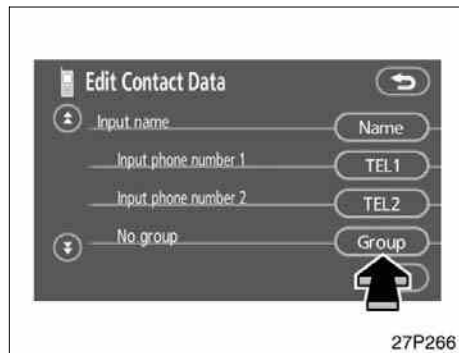 Edit Contact Data
Input name
Name
Input phone number 1
TEL1
Input phone number 2
TEL2
No group
Group
27P266